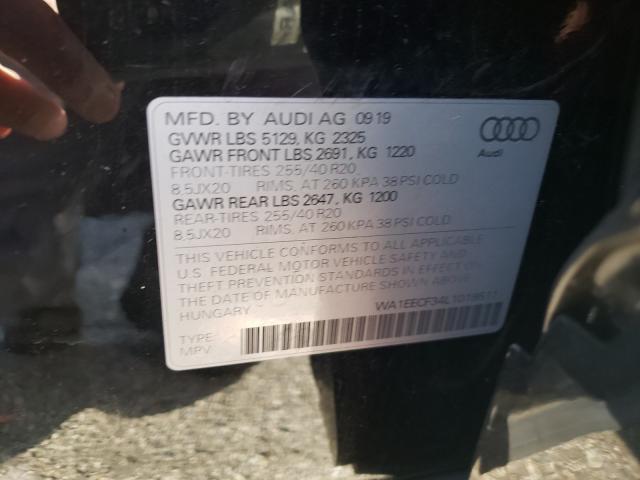 MFD. BY AUDI AG 09 19
GVWR LBS 5129, KG 2325
GAWR FRONT LBS 2691, KG 1220
FRONT-TIRES 255/40 R20,
8,5JX20 RIMS, AT 260 KPA 38 PSI COLD
GAWR REAR LBS 2647, KG 1200
REAR-TIRES 255/40 R20
8,5JX20 RIMS, AT 260 KPA 38 PSI COLD
Audi
THIS VEHICLE CONFORMS TO ALL APPLICABLE
U.S. FEDERAL MOTOR VEHICLE SAFETY AND
THEFT PREVENTION STANDARDS IN EFFECT
ON THE DATE OF MANUFACTURE SHOWN ABOVE
HUNGARY
TYPE:
MPV